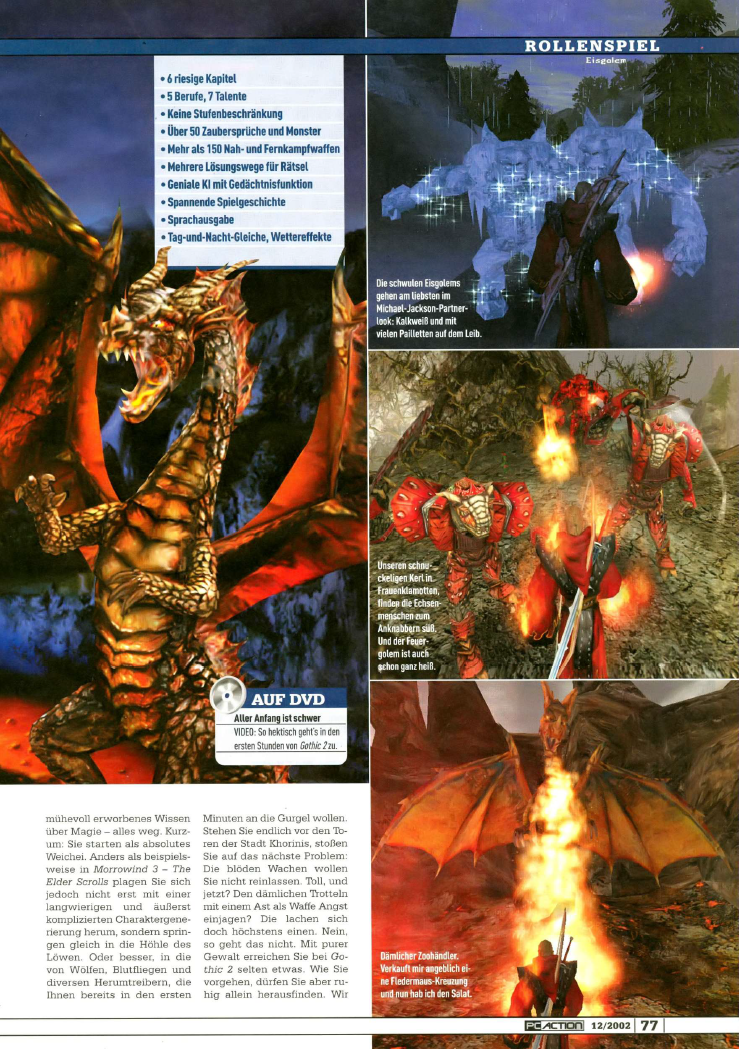 ROLLENSPIEL
• 6 riesige Kapitel
• 5 Berufe, 7 Talente
• Keine Stufenbeschränkung
• Über 50 Zaubersprüche und Monster
• Mehr als 150 Nah- und Fernkampfwaffen
• Mehrere Lösungswege für Rätsel
• Geniale KI mit Gedächtnisfunktion
• Spannende Spielgeschichte
• Sprachausgabe
• Tag-und-Nacht-Gleiche, Wettereffekte
Eisgolem
Die schwulen Eisgolems
gehen am liebsten im
Michael-Jackson-Partner-
look: Kalkweiß und mit
vielen Pailletten auf dem Leib.
Unseren schnu-
ckeligen Kerl in
Frauenklamotten,
finden die Echsen-
menschen zum
Anknabbern süß.
Und der Feuer-
golem ist auch
schon ganz heiß.
AUF DVD
Aller Anfang ist schwer
VIDEO: So hektisch geht's in den
ersten Stunden von Gothic 2 zu.
mühevoll erworbenes Wissen
über Magie – alles weg. Kurz-
um: Sie starten als absolutes
Weichei. Anders als beispiels-
weise in Morrowind 3 – The
Elder Scrolls plagen Sie sich
jedoch nicht erst mit einer
langwierigen und äußerst
komplizierten Charaktergene-
rierung herum, sondern sprin-
gen gleich in die Höhle des
Löwen. Oder besser, in die
von Wölfen, Blutfliegen und
diversen Herumtreibern, die
Ihnen bereits in den ersten
Minuten an die Gurgel wollen.
Stehen Sie endlich vor den To-
ren der Stadt Khorinis, stoßen
Sie auf das nächste Problem:
Die blöden Wachen wollen
Sie nicht reinlassen. Toll, und
jetzt? Den dämlichen Trotteln
mit einem Ast als Waffe Angst
einjagen? Die lachen sich
doch höchstens einen. Nein,
so geht das nicht. Mit purer
Gewalt erreichen Sie bei Go-
thic 2 selten etwas. Wie Sie
vorgehen, dürfen Sie aber ru-
hig allein herausfinden. Wir
Dämlicher Zoohändler.
Verkauft mir angeblich ei-
ne Fledermaus-Kreuzung
und nun hab ich den Salat.
PC ACTION 12/2002 77